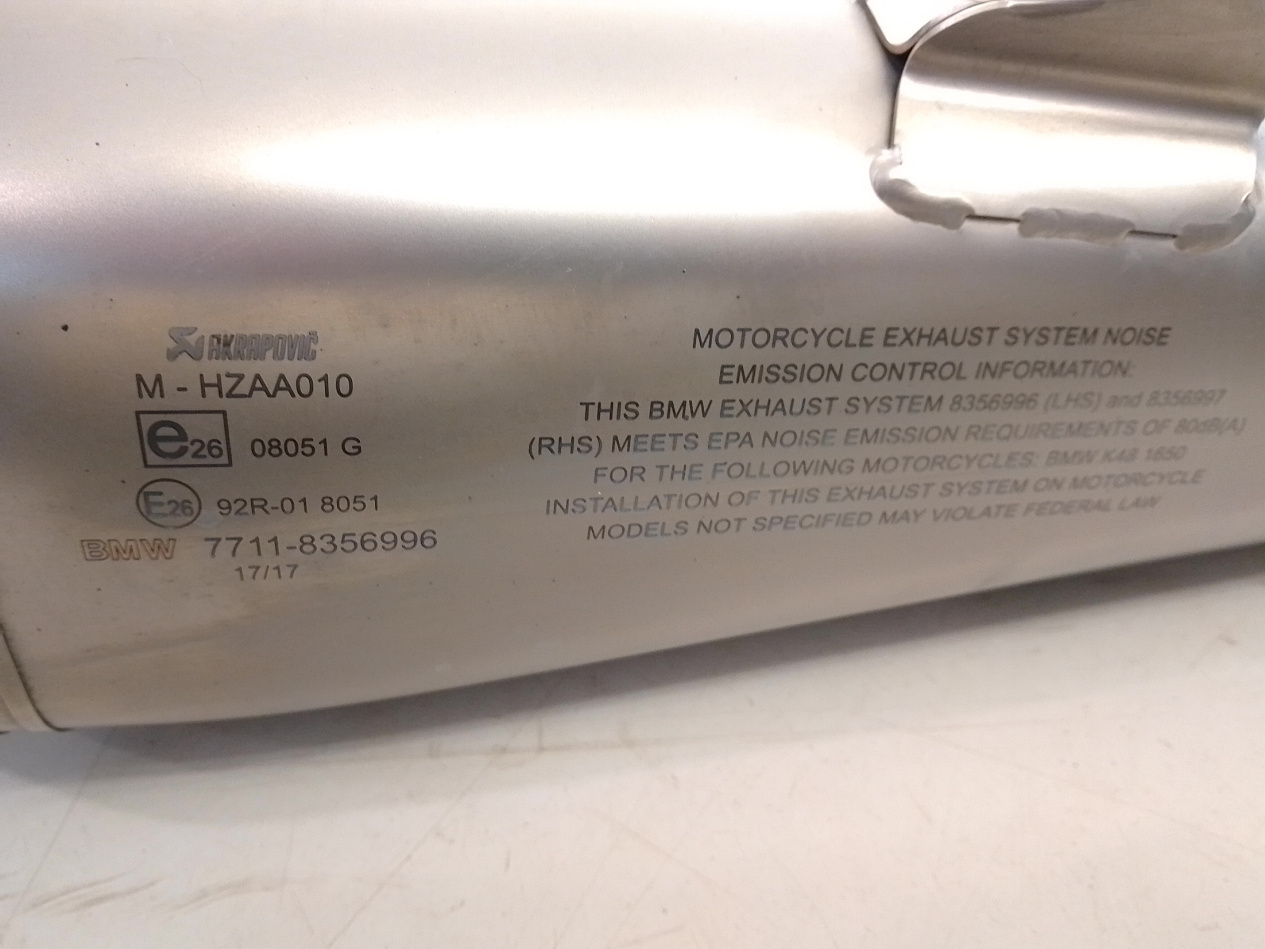 AKRAPOVIČ
M - HZAA010
e26 08051 G
E26 92R-01 8051
BMW 7711-8356996
17/17
MOTORCYCLE EXHAUST SYSTEM NOISE
EMISSION CONTROL INFORMATION:
THIS BMW EXHAUST SYSTEM 8356996 (LHS) and 8356997
(RHS) MEETS EPA NOISE EMISSION REQUIREMENTS OF 80dB(A)
FOR THE FOLLOWING MOTORCYCLES: BMW K48 1650
INSTALLATION OF THIS EXHAUST SYSTEM ON MOTORCYCLE
MODELS NOT SPECIFIED MAY VIOLATE FEDERAL LAW